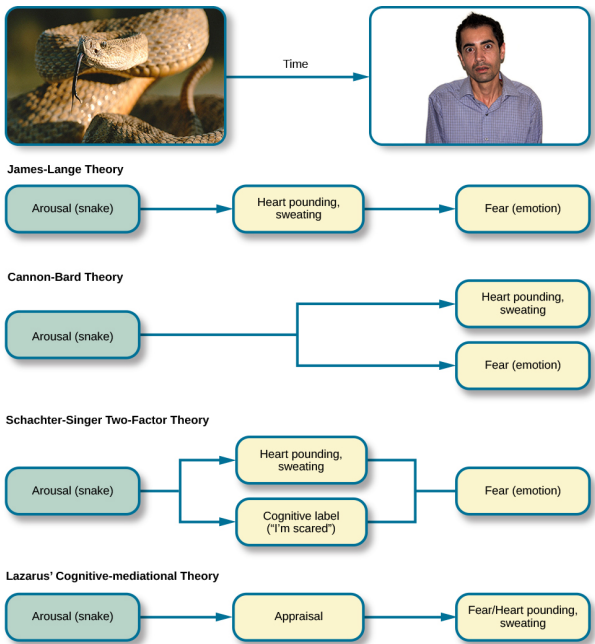 Time
James-Lange Theory
Arousal (snake)
Heart pounding,
sweating
Fear (emotion)
Cannon-Bard Theory
Arousal (snake)
Heart pounding,
sweating
Fear (emotion)
Schachter-Singer Two-Factor Theory
Arousal (snake)
Heart pounding,
sweating
Cognitive label
(“I’m scared”)
Fear (emotion)
Lazarus’ Cognitive-mediational Theory
Arousal (snake)
Appraisal
Fear/Heart pounding,
sweating